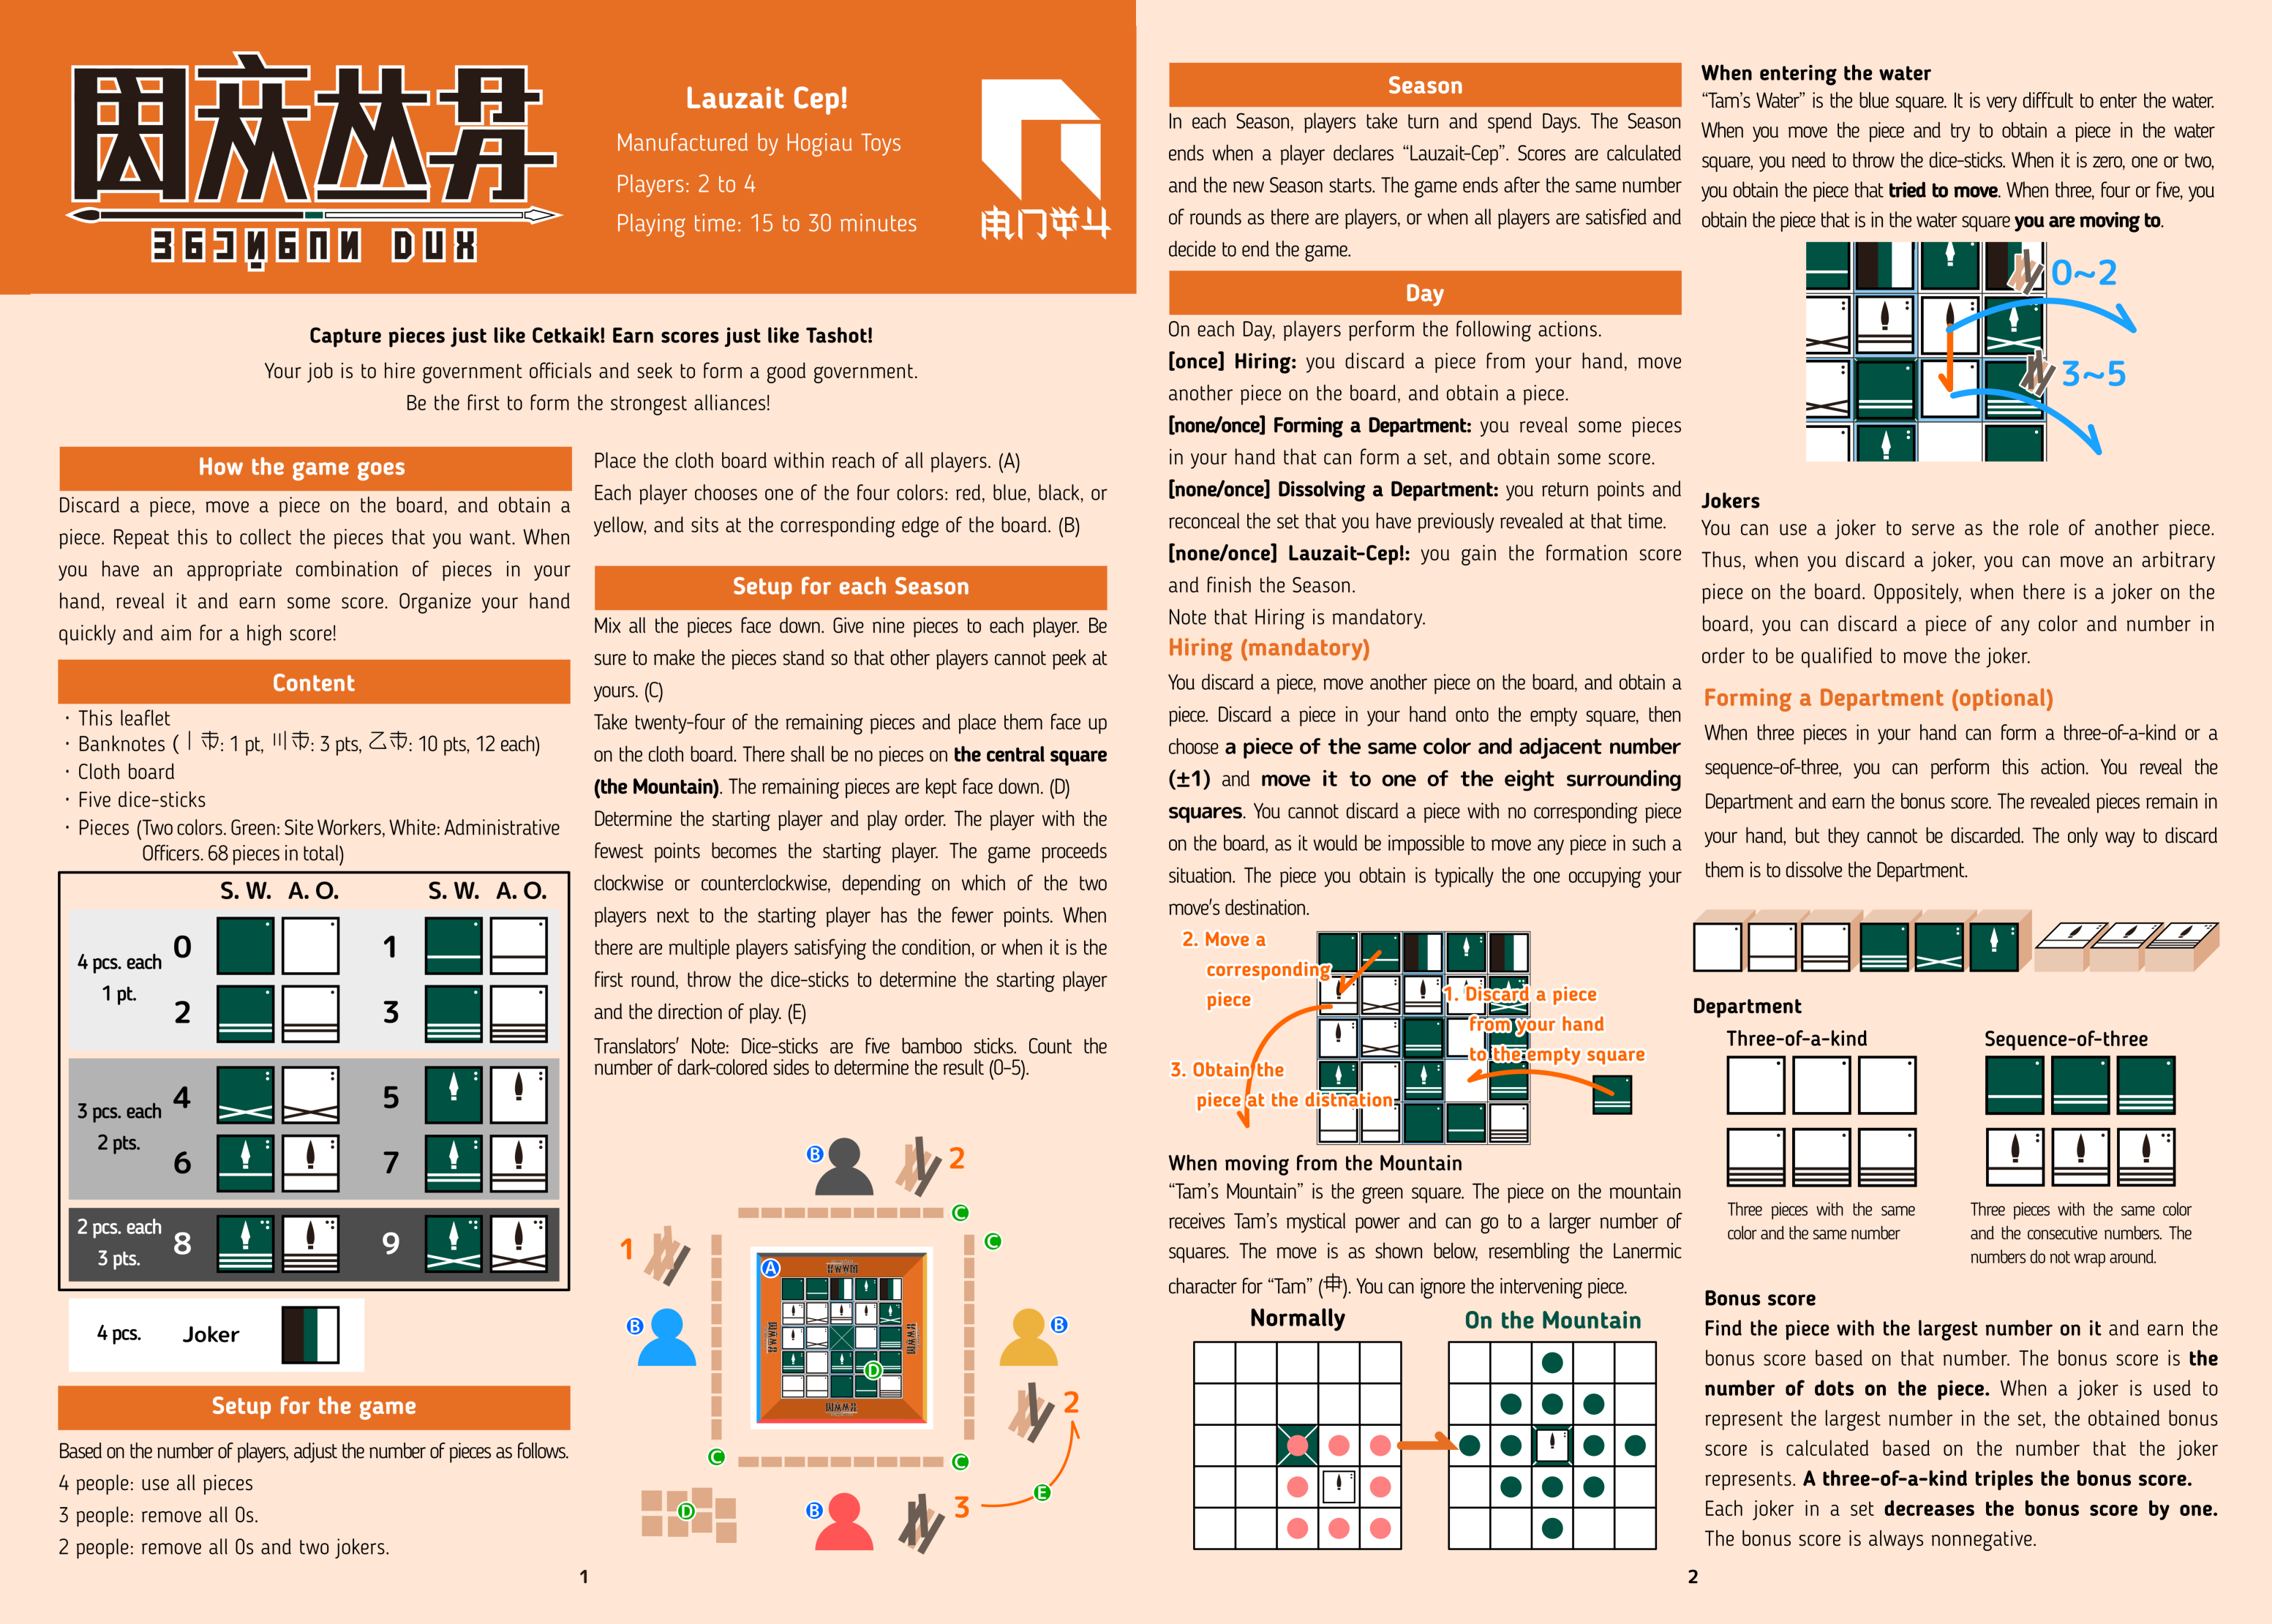 Lauzait Cep!
Manufactured by Hogiau Toys
Players: 2 to 4
Playing time: 15 to 30 minutes
Capture pieces just like Cetkaik! Earn scores just like Tashot!
Your job is to hire government officials and seek to form a good government.
Be the first to form the strongest alliances!
How the game goes
Discard a piece, move a piece on the board, and obtain a
piece. Repeat this to collect the pieces that you want. When
you have an appropriate combination of pieces in your
hand, reveal it and earn some score. Organize your hand
quickly and aim for a high score!
Content
・This leaflet
・Banknotes ( : 1 pt, : 3 pts, : 10 pts, 12 each)
・Cloth board
・Five dice-sticks
・Pieces (Two colors. Green: Site Workers, White: Administrative
Officers. 68 pieces in total)
S. W. A. O. S. W. A. O.
4 pcs. each
1 pt.
0 1
2 3
3 pcs. each
2 pts.
4 5
6 7
2 pcs. each
3 pts.
8 9
4 pcs. Joker
Setup for the game
Based on the number of players, adjust the number of pieces as follows.
4 people: use all pieces
3 people: remove all 0s.
2 people: remove all 0s and two jokers.
Place the cloth board within reach of all players. (A)
Each player chooses one of the four colors: red, blue, black, or
yellow, and sits at the corresponding edge of the board. (B)
Setup for each Season
Mix all the pieces face down. Give nine pieces to each player. Be
sure to make the pieces stand so that other players cannot peek at
yours. (C)
Take twenty-four of the remaining pieces and place them face up
on the cloth board. There shall be no pieces on the central square
(the Mountain). The remaining pieces are kept face down. (D)
Determine the starting player and play order. The player with the
fewest points becomes the starting player. The game proceeds
clockwise or counterclockwise, depending on which of the two
players next to the starting player has the fewer points. When
there are multiple players satisfying the condition, or when it is the
first round, throw the dice-sticks to determine the starting player
and the direction of play. (E)
Translators' Note: Dice-sticks are five bamboo sticks. Count the
number of dark-colored sides to determine the result (0-5).
B 2
C
C
1
A
B
B
D
2
C
C
E
D
B
3
1
Season
In each Season, players take turn and spend Days. The Season
ends when a player declares “Lauzait-Cep”. Scores are calculated
and the new Season starts. The game ends after the same number
of rounds as there are players, or when all players are satisfied and
decide to end the game.
Day
On each Day, players perform the following actions.
[once] Hiring: you discard a piece from your hand, move
another piece on the board, and obtain a piece.
[none/once] Forming a Department: you reveal some pieces
in your hand that can form a set, and obtain some score.
[none/once] Dissolving a Department: you return points and
reconceal the set that you have previously revealed at that time.
[none/once] Lauzait-Cep!: you gain the formation score
and finish the Season.
Note that Hiring is mandatory.
Hiring (mandatory)
You discard a piece, move another piece on the board, and obtain a
piece. Discard a piece in your hand onto the empty square, then
choose a piece of the same color and adjacent number
(±1) and move it to one of the eight surrounding
squares. You cannot discard a piece with no corresponding piece
on the board, as it would be impossible to move any piece in such a
situation. The piece you obtain is typically the one occupying your
move's destination.
2. Move a
corresponding
piece
1. Discard a piece
from your hand
to the empty square
3. Obtain the
piece at the distnation
When moving from the Mountain
“Tam's Mountain” is the green square. The piece on the mountain
receives Tam's mystical power and can go to a larger number of
squares. The move is as shown below, resembling the Lanermic
character for “Tam” ( ). You can ignore the intervening piece.
Normally On the Mountain
When entering the water
“Tam's Water” is the blue square. It is very difficult to enter the water.
When you move the piece and try to obtain a piece in the water
square, you need to throw the dice-sticks. When it is zero, one or two,
you obtain the piece that tried to move. When three, four or five, you
obtain the piece that is in the water square you are moving to.
0~2
3~5
Jokers
You can use a joker to serve as the role of another piece.
Thus, when you discard a joker, you can move an arbitrary
piece on the board. Oppositely, when there is a joker on the
board, you can discard a piece of any color and number in
order to be qualified to move the joker.
Forming a Department (optional)
When three pieces in your hand can form a three-of-a-kind or a
sequence-of-three, you can perform this action. You reveal the
Department and earn the bonus score. The revealed pieces remain in
your hand, but they cannot be discarded. The only way to discard
them is to dissolve the Department.
Department
Three-of-a-kind
Three pieces with the same
color and the same number
Sequence-of-three
Three pieces with the same color
and the consecutive numbers. The
numbers do not wrap around.
Bonus score
Find the piece with the largest number on it and earn the
bonus score based on that number. The bonus score is the
number of dots on the piece. When a joker is used to
represent the largest number in the set, the obtained bonus
score is calculated based on the number that the joker
represents. A three-of-a-kind triples the bonus score.
Each joker in a set decreases the bonus score by one.
The bonus score is always nonnegative.
2